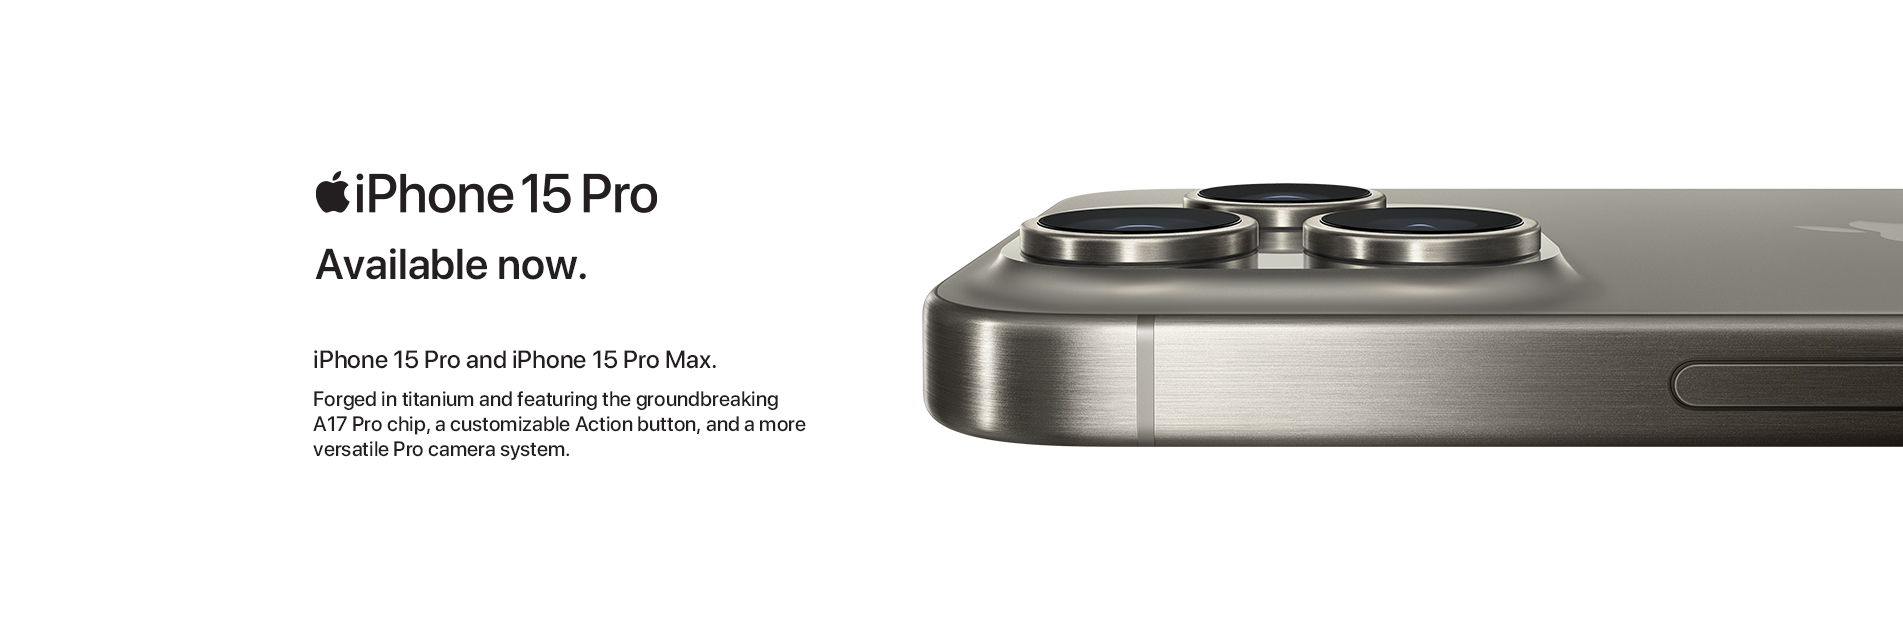 iPhone 15 Pro
Available now.
iPhone 15 Pro and iPhone 15 Pro Max.
Forged in titanium and featuring the groundbreaking
A17 Pro chip, a customizable Action button, and a more
versatile Pro camera system.